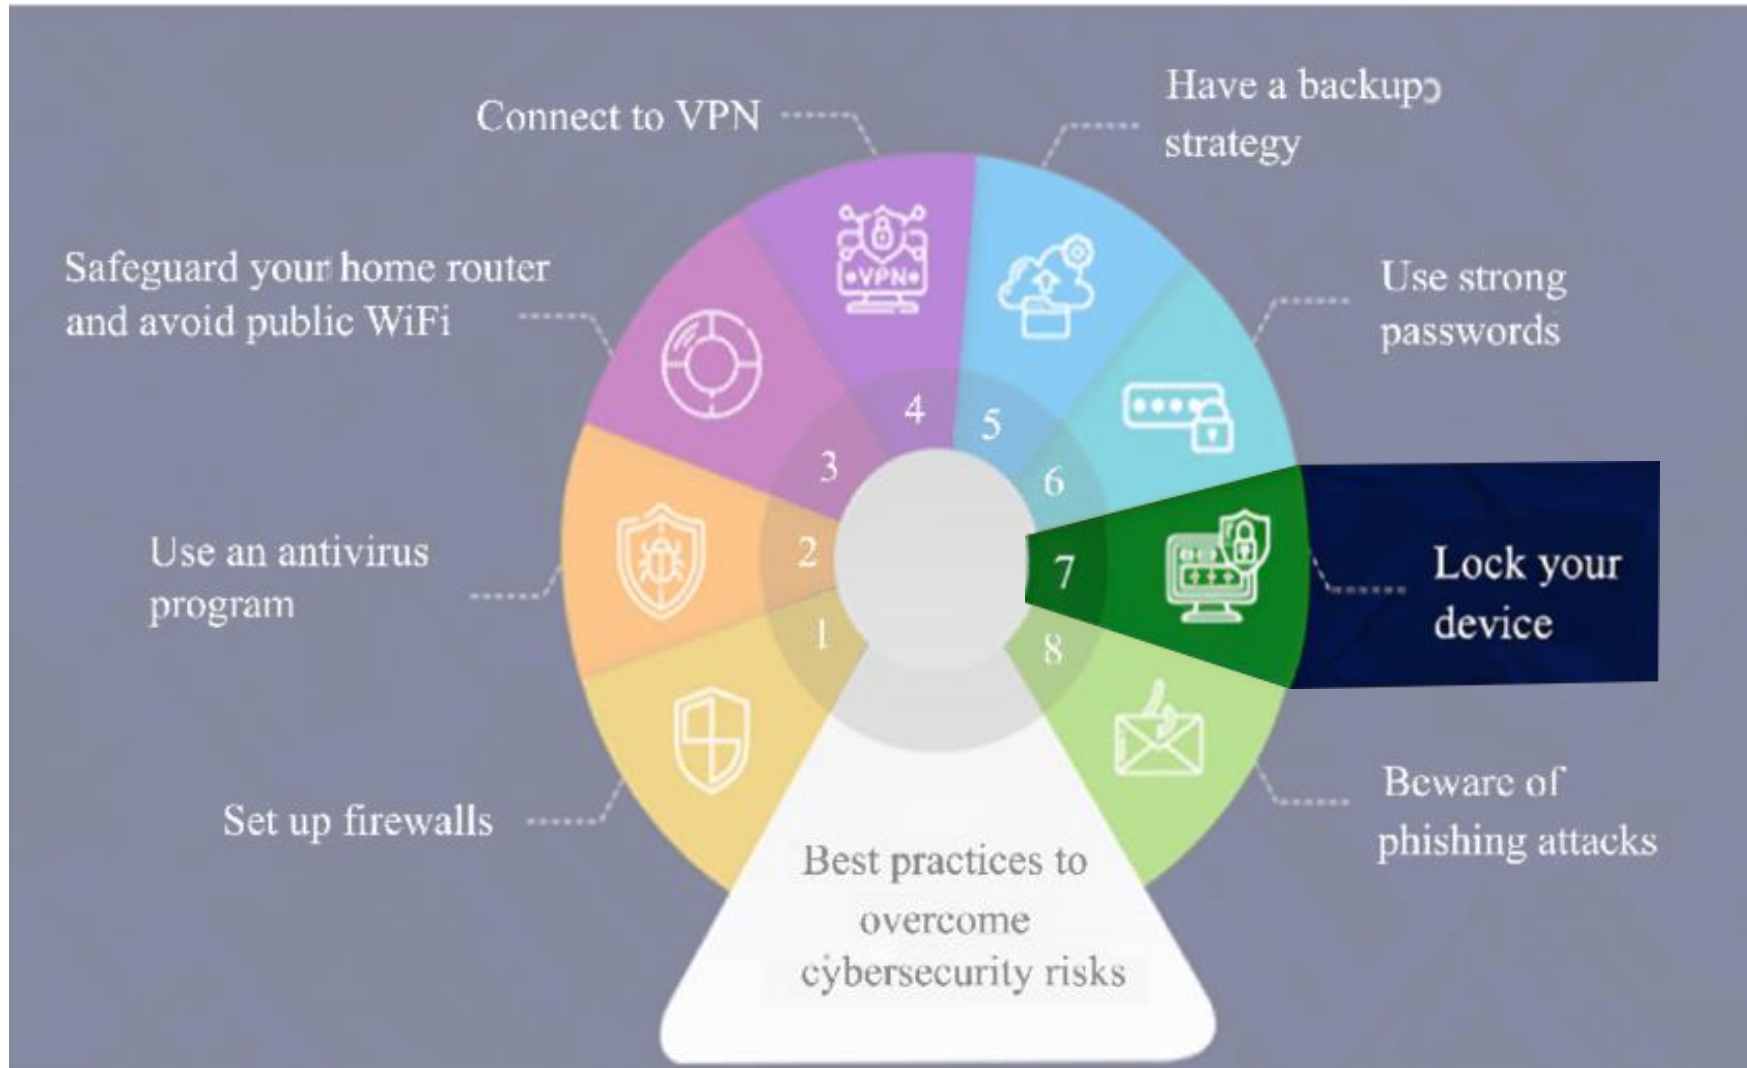 Connect to VPN
Have a backup
strategy
Safeguard your home router
and avoid public WiFi
Use strong
passwords
VPN
4
5
3
6
Use an antivirus
program
2
7
Lock your
device
1
8
Set up firewalls
Beware of
phishing attacks
Best practices to
overcome
cybersecurity risks